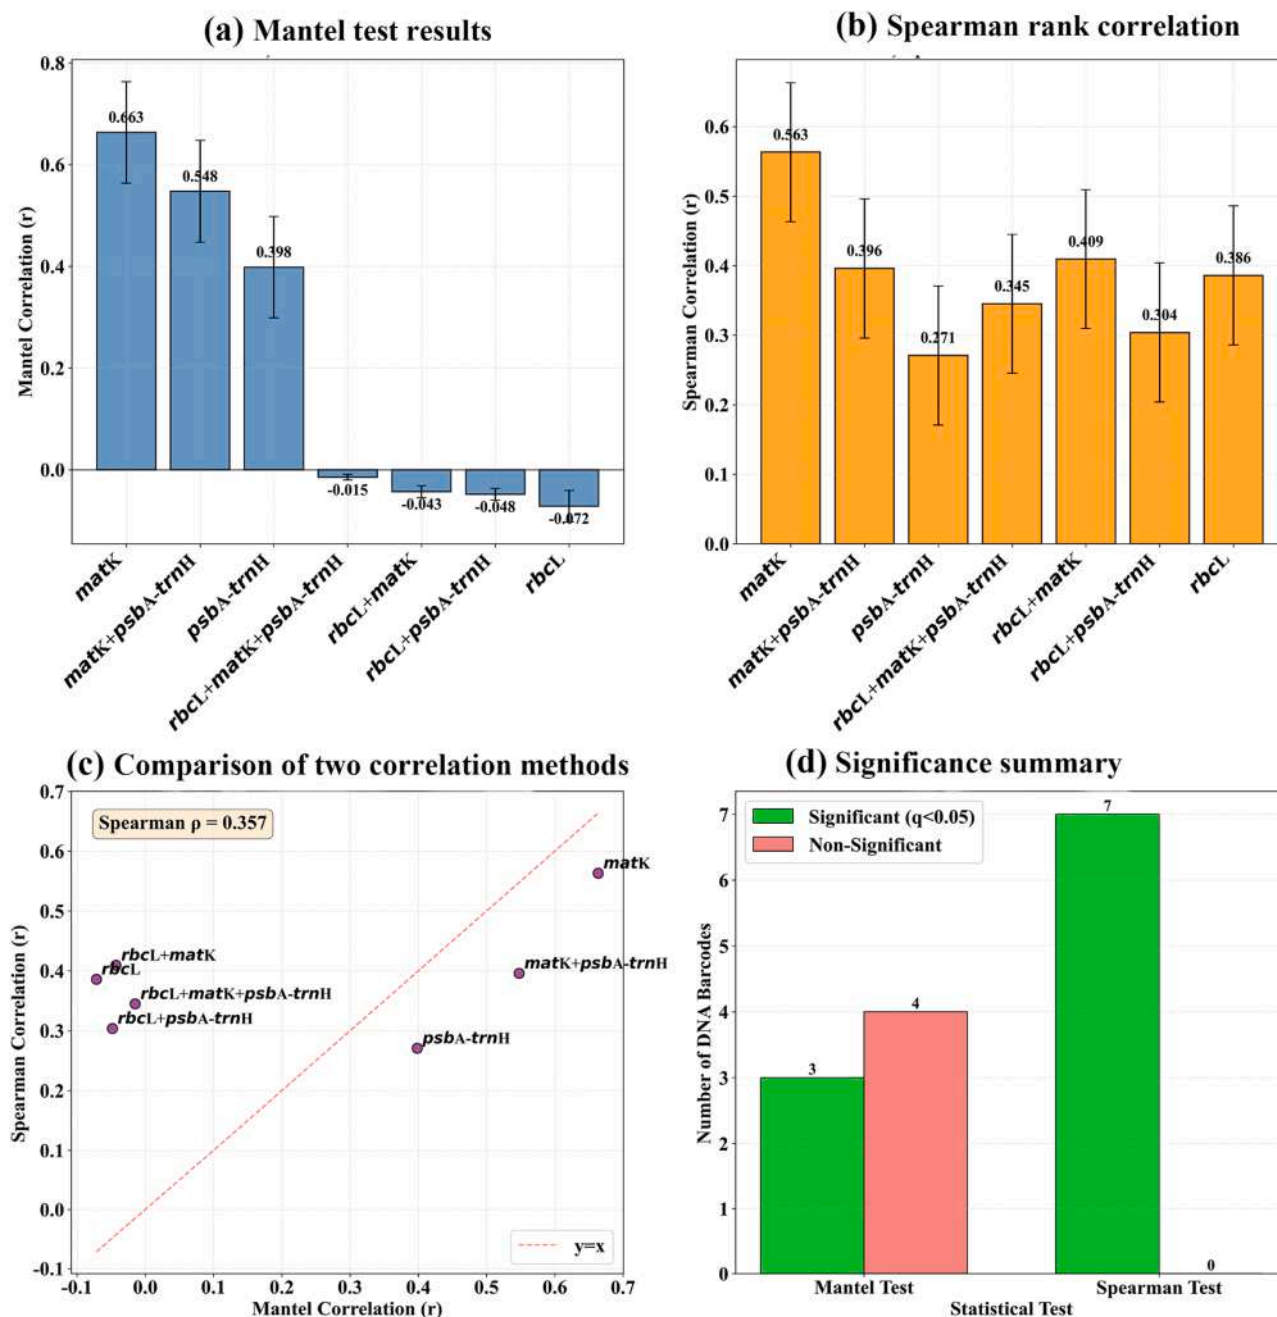 (a) Mantel test results
Mantel Correlation (r)
0.8
0.6
0.4
0.2
0.0
0.663
0.548
0.398
-0.015
-0.043
-0.048
-0.072
matK
matK+psbA-trnH
psbA-trnH
rbcL+matK+psbA-trnH
rbcL+matK
rbcL+psbA-trnH
rbcL
(b) Spearman rank correlation
Spearman Correlation (r)
0.6
0.5
0.4
0.3
0.2
0.1
0.0
0.563
0.396
0.271
0.345
0.409
0.304
0.386
matK
matK+psbA-trnH
psbA-trnH
rbcL+matK+psbA-trnH
rbcL+matK
rbcL+psbA-trnH
rbcL
(c) Comparison of two correlation methods
Spearman Correlation (r)
0.7
0.6
0.5
0.4
0.3
0.2
0.1
0.0
-0.1
Spearman ρ = 0.357
matK
rbcL+matK
rbcL
matK+psbA-trnH
rbcL+matK+psbA-trnH
rbcL+psbA-trnH
psbA-trnH
y=x
-0.1 0.0 0.1 0.2 0.3 0.4 0.5 0.6 0.7
Mantel Correlation (r)
(d) Significance summary
Number of DNA Barcodes
7
6
5
4
3
2
1
0
Significant (q<0.05)
Non-Significant
3
4
7
0
Mantel Test Spearman Test
Statistical Test